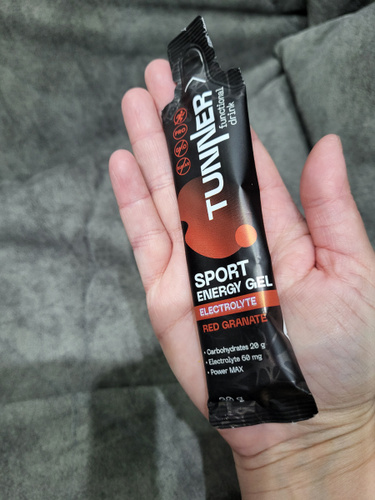 TUNNER
functional
drink
SPORT
ENERGY GEL
ELECTROLYTE
RED GRANATE
• Carbohydrates 20 g
• Electrolyte 60 mg
• Power MAX